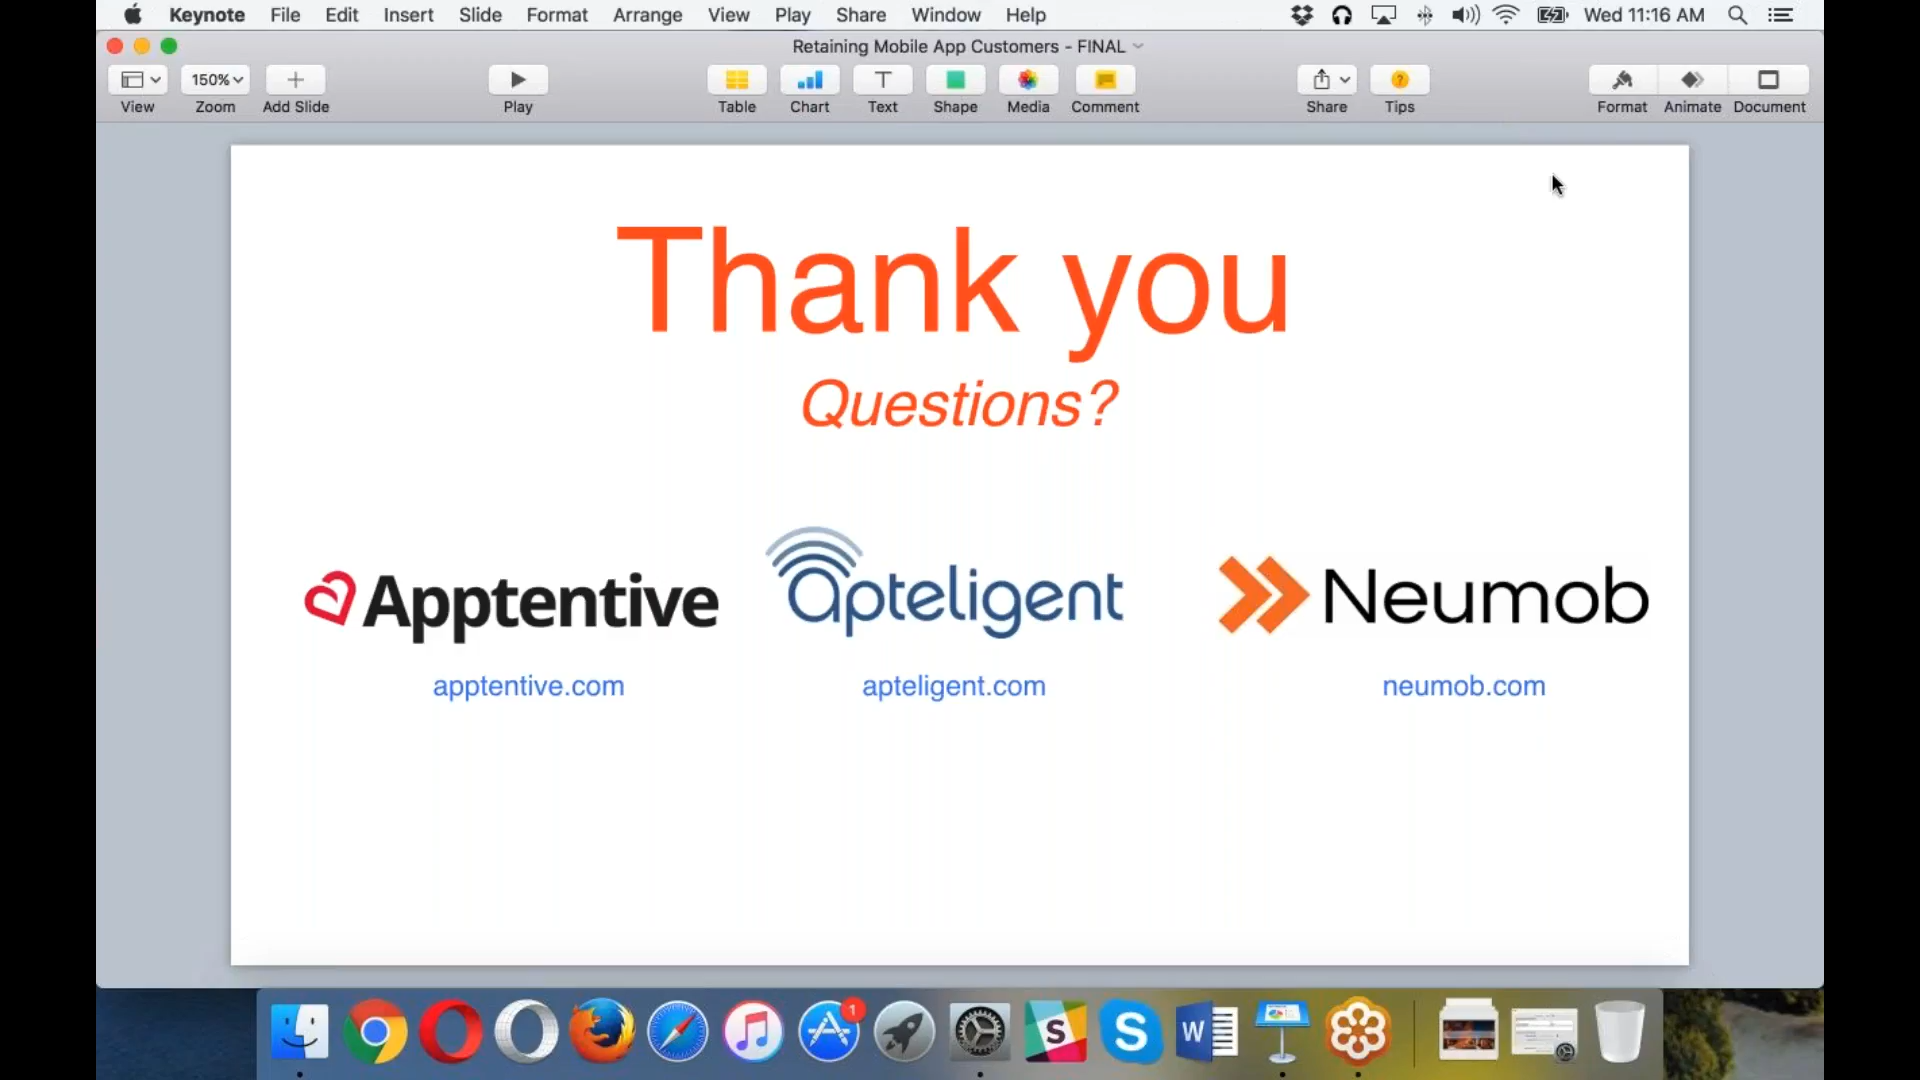 Keynote File Edit Insert Slide Format Arrange View Play Share Window Help Wed 11:16 AM
Retaining Mobile App Customers - FINAL
150%
View Zoom Add Slide Play Table Chart Text Shape Media Comment Share Tips Format Animate Document
Thank you
Questions?
Apptentive apteligent Neumob
apptentive.com apteligent.com neumob.com
1
S S W